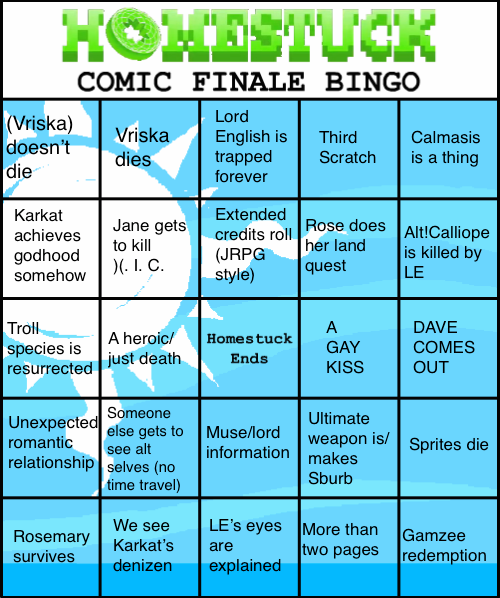 HOMESTUCK
COMIC FINALE BINGO
(Vriska)
doesn't
die
Vriska
dies
Lord
English is
trapped
forever
Third
Scratch
Calmasis
is a thing
Karkat
achieves
godhood
somehow
Jane gets
to kill
)(. I. C.
Extended
credits roll
(JRPG
style)
Rose does
her land
quest
Alt!Calliope
is killed by
LE
Troll
species is
resurrected
A heroic/
just death
Homestuck
Ends
A
GAY
KISS
DAVE
COMES
OUT
Unexpected
romantic
relationship
Someone
else gets to
see alt
selves (no
time travel)
Muse/lord
information
Ultimate
weapon is/
makes
Sburb
Sprites die
Rosemary
survives
We see
Karkat's
denizen
LE's eyes
are
explained
More than
two pages
Gamzee
redemption